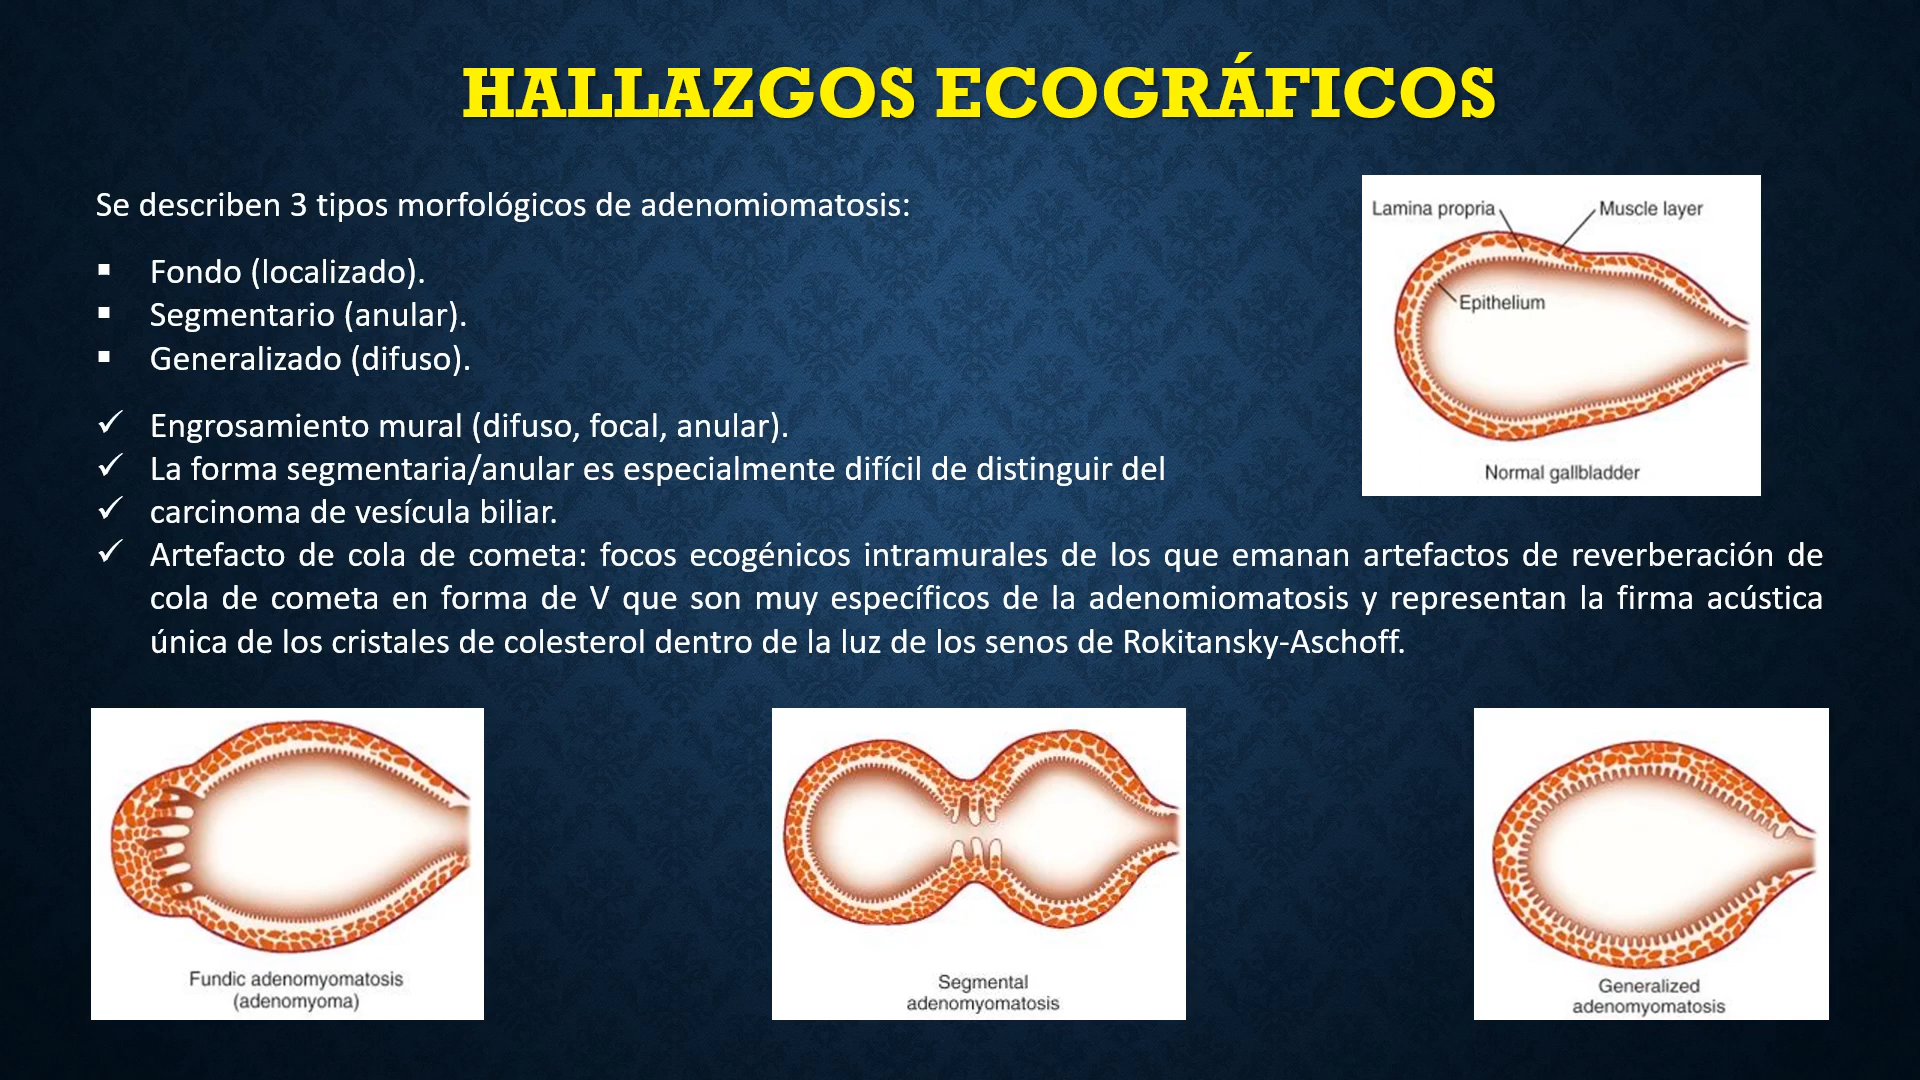 HALLAZGOS ECOGRÁFICOS
Se describen 3 tipos morfológicos de adenomiomatosis:
▪ Fondo (localizado).
▪ Segmentario (anular).
▪ Generalizado (difuso).
✓ Engrosamiento mural (difuso, focal, anular).
✓ La forma segmentaria/anular es especialmente difícil de distinguir del
✓ carcinoma de vesícula biliar.
✓ Artefacto de cola de cometa: focos ecogénicos intramurales de los que emanan artefactos de reverberación de
cola de cometa en forma de V que son muy específicos de la adenomiomatosis y representan la firma acústica
única de los cristales de colesterol dentro de la luz de los senos de Rokitansky-Aschoff.
Lamina propria
Muscle layer
Epithelium
Normal gallbladder
Fundic adenomyomatosis
(adenomyoma)
Segmental
adenomyomatosis
Generalized
adenomyomatosis